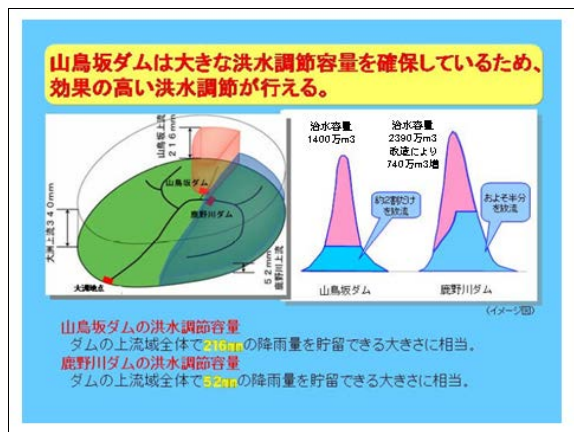 山鳥坂ダムは大きな洪水調節容量を確保しているため、
効果の高い洪水調節が行える。
山鳥坂上流
216mm
山鳥坂ダム
鹿野川ダム
大洲上流340mm
52mm
鹿野川上流
大洲地点
治水容量
1400万m3
治水容量
2390万m3
改造により
740万m3増
約2割だけ
を放流
およそ半分
を放流
山鳥坂ダム
鹿野川ダム
(イメージ図)
山鳥坂ダムの洪水調節容量
ダムの上流域全体で216mmの降雨量を貯留できる大きさに相当。
鹿野川ダムの洪水調節容量
ダムの上流域全体で52mmの降雨量を貯留できる大きさに相当。